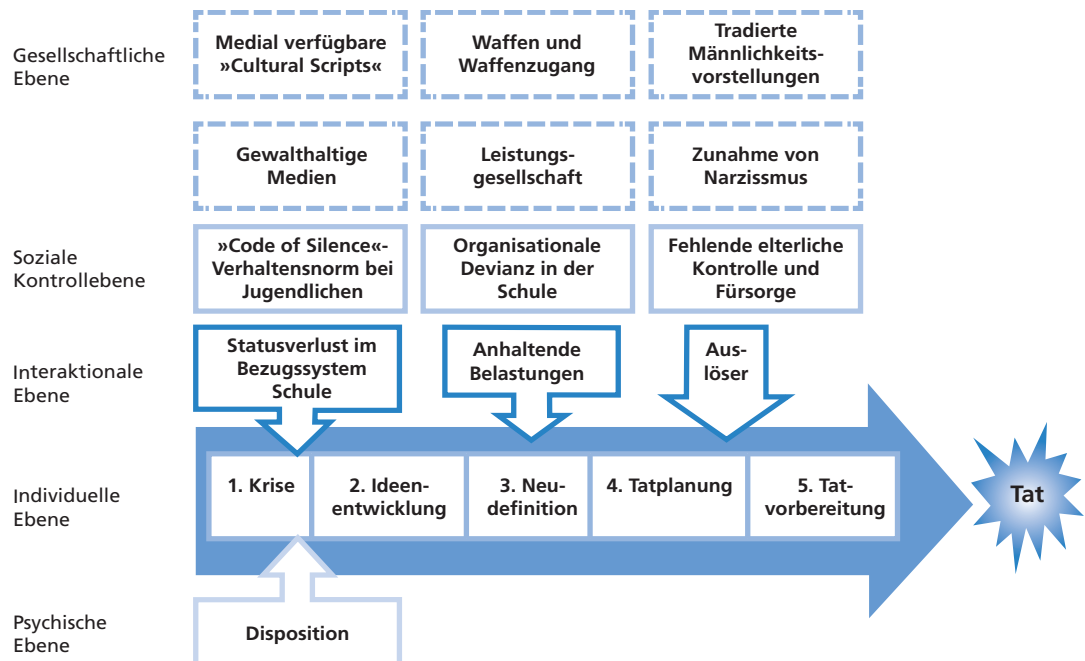 Gesellschaftliche
Ebene
Medial verfügbare
»Cultural Scripts«
Waffen und
Waffenzugang
Tradierte
Männlichkeits-
vorstellungen
Gewalthaltige
Medien
Leistungs-
gesellschaft
Zunahme von
Narzissmus
Soziale
Kontrollebene
»Code of Silence«-
Verhaltensnorm bei
Jugendlichen
Organisationale
Devianz in der
Schule
Fehlende elterliche
Kontrolle und
Fürsorge
Interaktionale
Ebene
Statusverlust im
Bezugssystem
Schule
Anhaltende
Belastungen
Aus-
löser
Individuelle
Ebene
1. Krise
2. Ideen-
entwicklung
3. Neu-
definition
4. Tatplanung
5. Tat-
vorbereitung
Tat
Psychische
Ebene
Disposition